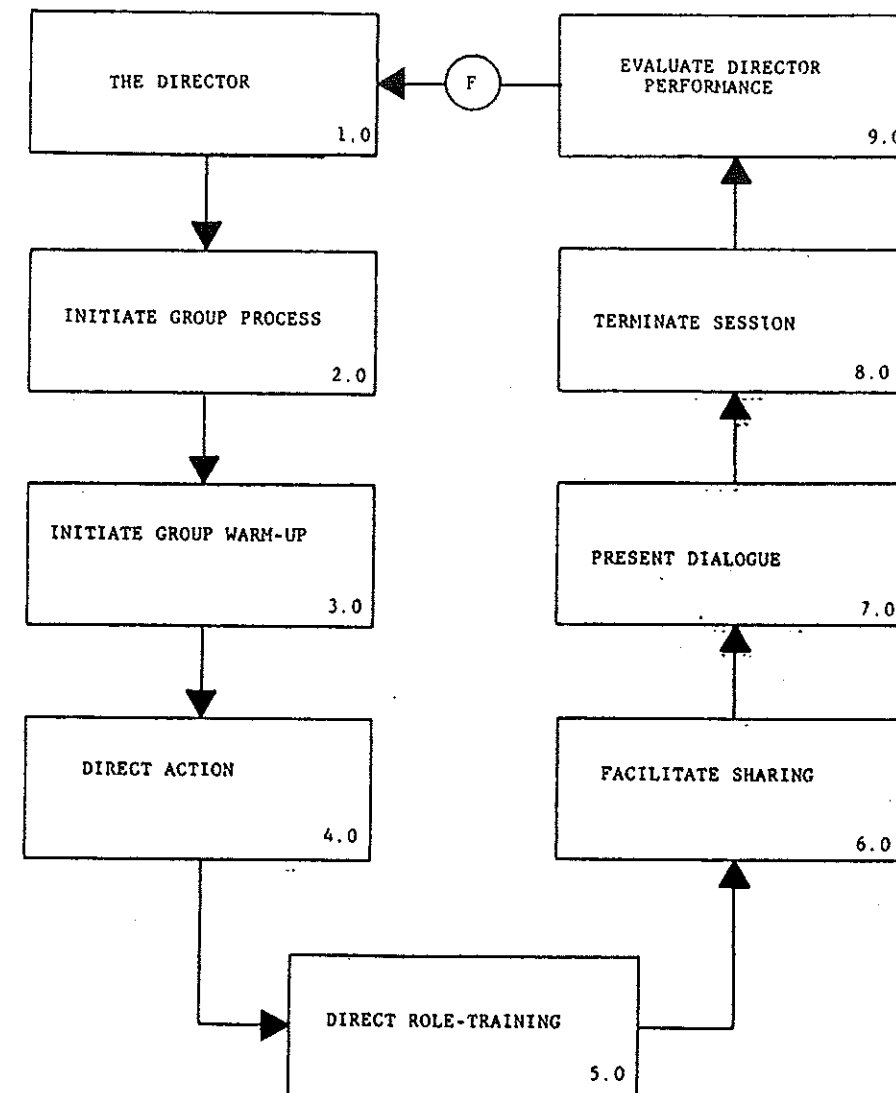 THE DIRECTOR
1.0
INITIATE GROUP PROCESS
2.0
INITIATE GROUP WARM-UP
3.0
DIRECT ACTION
4.0
DIRECT ROLE-TRAINING
5.0
FACILITATE SHARING
6.0
PRESENT DIALOGUE
7.0
TERMINATE SESSION
8.0
EVALUATE DIRECTOR
PERFORMANCE
9.0
F